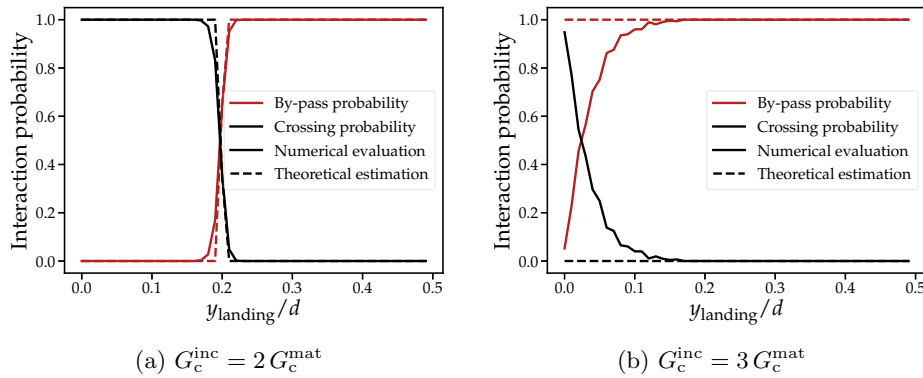 Interaction probability
1.0
0.8
0.6
0.4
0.2
0.0
By-pass probability
Crossing probability
Numerical evaluation
Theoretical estimation
0.0 0.1 0.2 0.3 0.4 0.5
y_landing/d
(a) G_c^inc = 2 G_c^mat
Interaction probability
1.0
0.8
0.6
0.4
0.2
0.0
By-pass probability
Crossing probability
Numerical evaluation
Theoretical estimation
0.0 0.1 0.2 0.3 0.4 0.5
y_landing/d
(b) G_c^inc = 3 G_c^mat